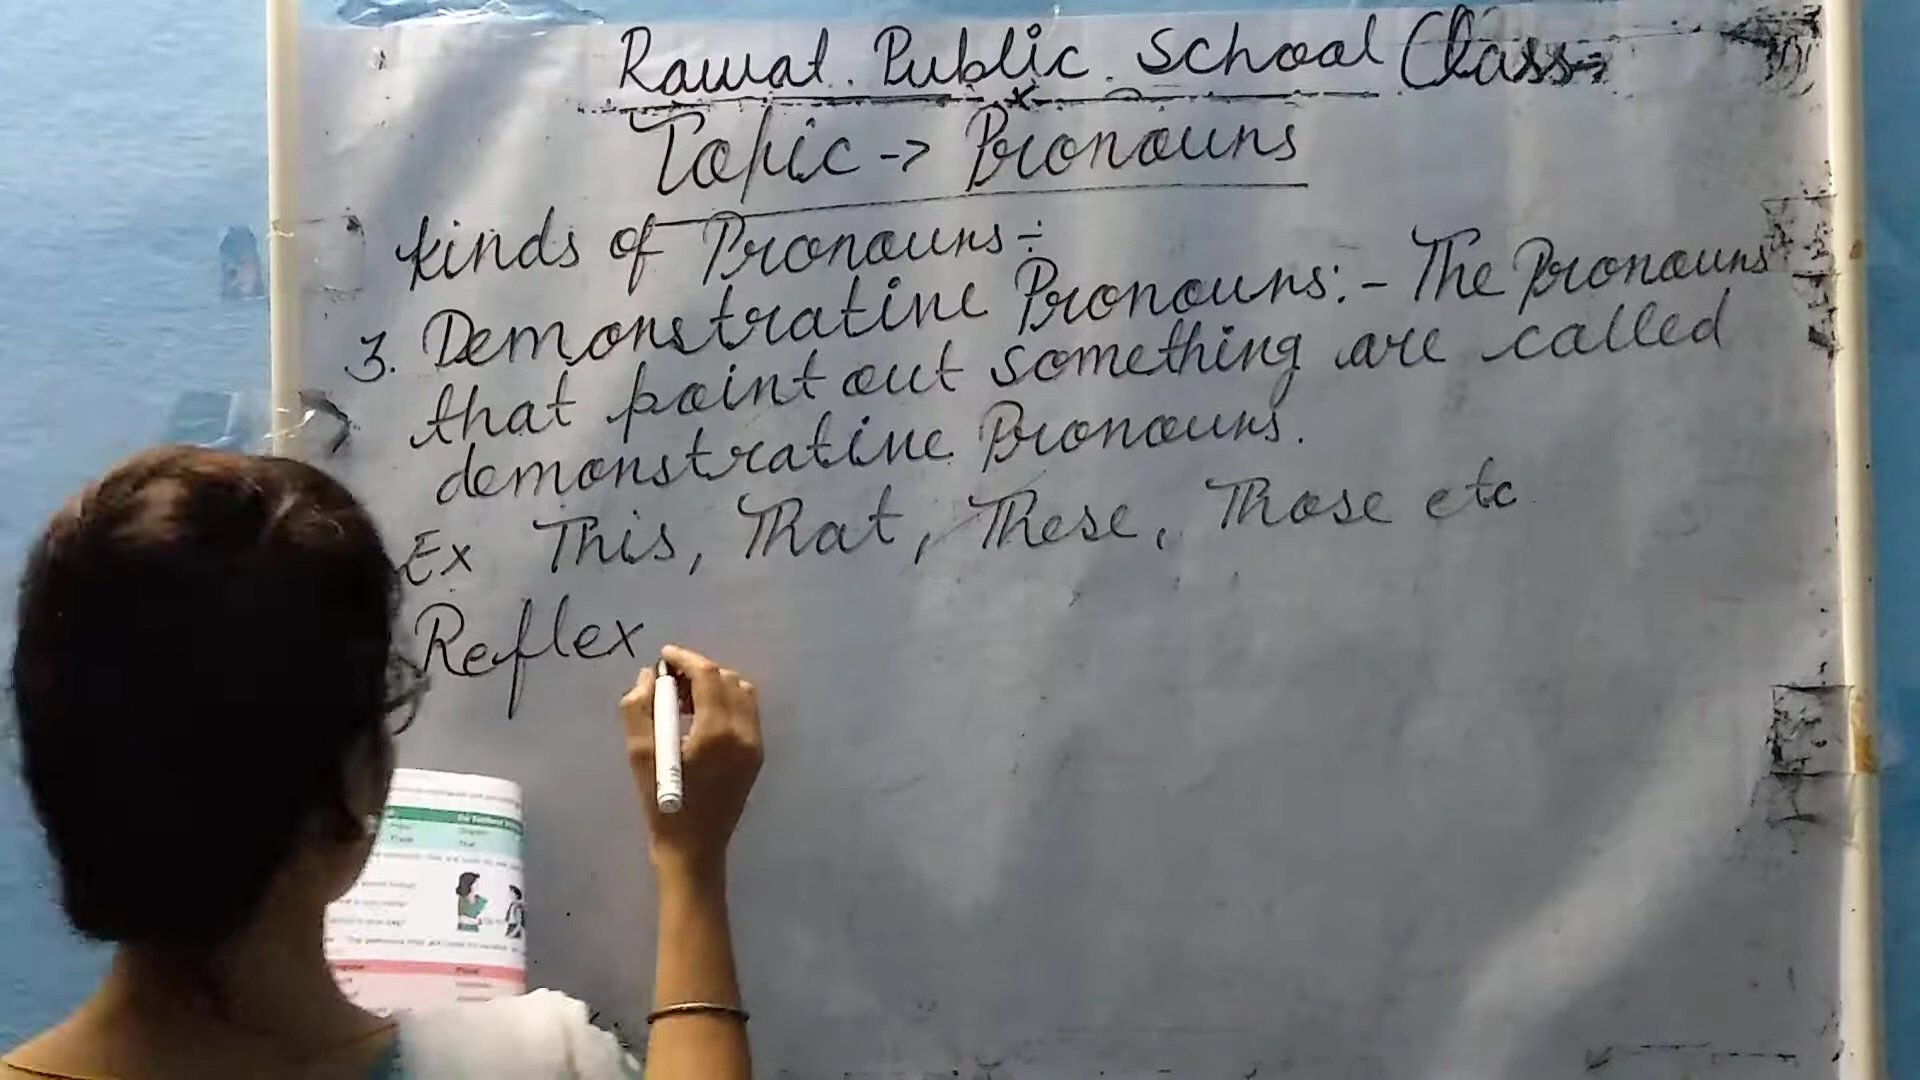 Rawat. Public. School Class-
Topic -> Pronouns
Kinds of Pronouns÷
3. Demonstrative Pronouns:- The Pronouns
that point out something are called
demonstrative Pronouns.
Ex This, That, These, Those etc
Reflex